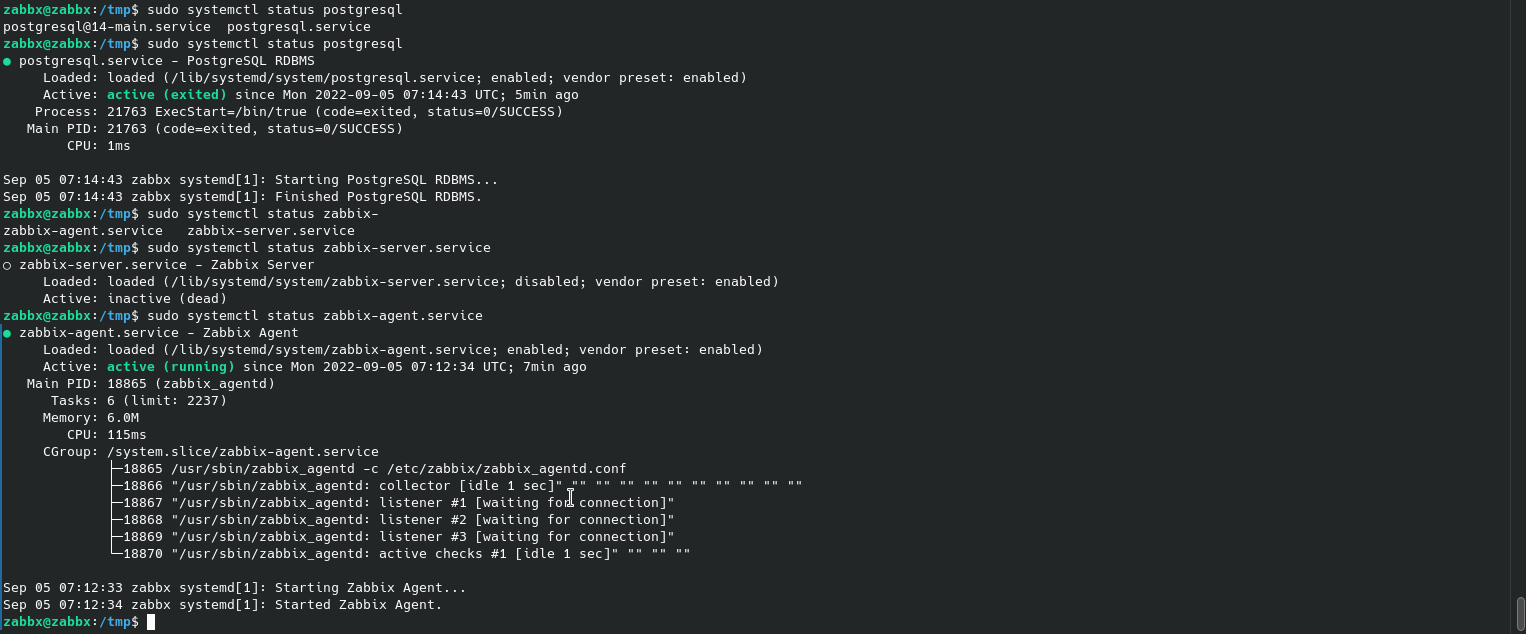 zabbx@zabbx:/tmp$ sudo systemctl status postgresql
postgresql@14-main.service  postgresql.service
zabbx@zabbx:/tmp$ sudo systemctl status postgresql
● postgresql.service - PostgreSQL RDBMS
     Loaded: loaded (/lib/systemd/system/postgresql.service; enabled; vendor preset: enabled)
     Active: active (exited) since Mon 2022-09-05 07:14:43 UTC; 5min ago
    Process: 21763 ExecStart=/bin/true (code=exited, status=0/SUCCESS)
   Main PID: 21763 (code=exited, status=0/SUCCESS)
        CPU: 1ms

Sep 05 07:14:43 zabbx systemd[1]: Starting PostgreSQL RDBMS...
Sep 05 07:14:43 zabbx systemd[1]: Finished PostgreSQL RDBMS.
zabbx@zabbx:/tmp$ sudo systemctl status zabbix-
zabbix-agent.service   zabbix-server.service
zabbx@zabbx:/tmp$ sudo systemctl status zabbix-server.service
○ zabbix-server.service - Zabbix Server
     Loaded: loaded (/lib/systemd/system/zabbix-server.service; disabled; vendor preset: enabled)
     Active: inactive (dead)
zabbx@zabbx:/tmp$ sudo systemctl status zabbix-agent.service
● zabbix-agent.service - Zabbix Agent
     Loaded: loaded (/lib/systemd/system/zabbix-agent.service; enabled; vendor preset: enabled)
     Active: active (running) since Mon 2022-09-05 07:12:34 UTC; 7min ago
   Main PID: 18865 (zabbix_agentd)
      Tasks: 6 (limit: 2237)
     Memory: 6.0M
        CPU: 115ms
     CGroup: /system.slice/zabbix-agent.service
             ├─18865 /usr/sbin/zabbix_agentd -c /etc/zabbix/zabbix_agentd.conf
             ├─18866 "/usr/sbin/zabbix_agentd: collector [idle 1 sec]" "" "" "" "" "" "" "" "" "" ""
             ├─18867 "/usr/sbin/zabbix_agentd: listener #1 [waiting for connection]"
             ├─18868 "/usr/sbin/zabbix_agentd: listener #2 [waiting for connection]"
             ├─18869 "/usr/sbin/zabbix_agentd: listener #3 [waiting for connection]"
             └─18870 "/usr/sbin/zabbix_agentd: active checks #1 [idle 1 sec]" "" "" ""

Sep 05 07:12:33 zabbx systemd[1]: Starting Zabbix Agent...
Sep 05 07:12:34 zabbx systemd[1]: Started Zabbix Agent.
zabbx@zabbx:/tmp$